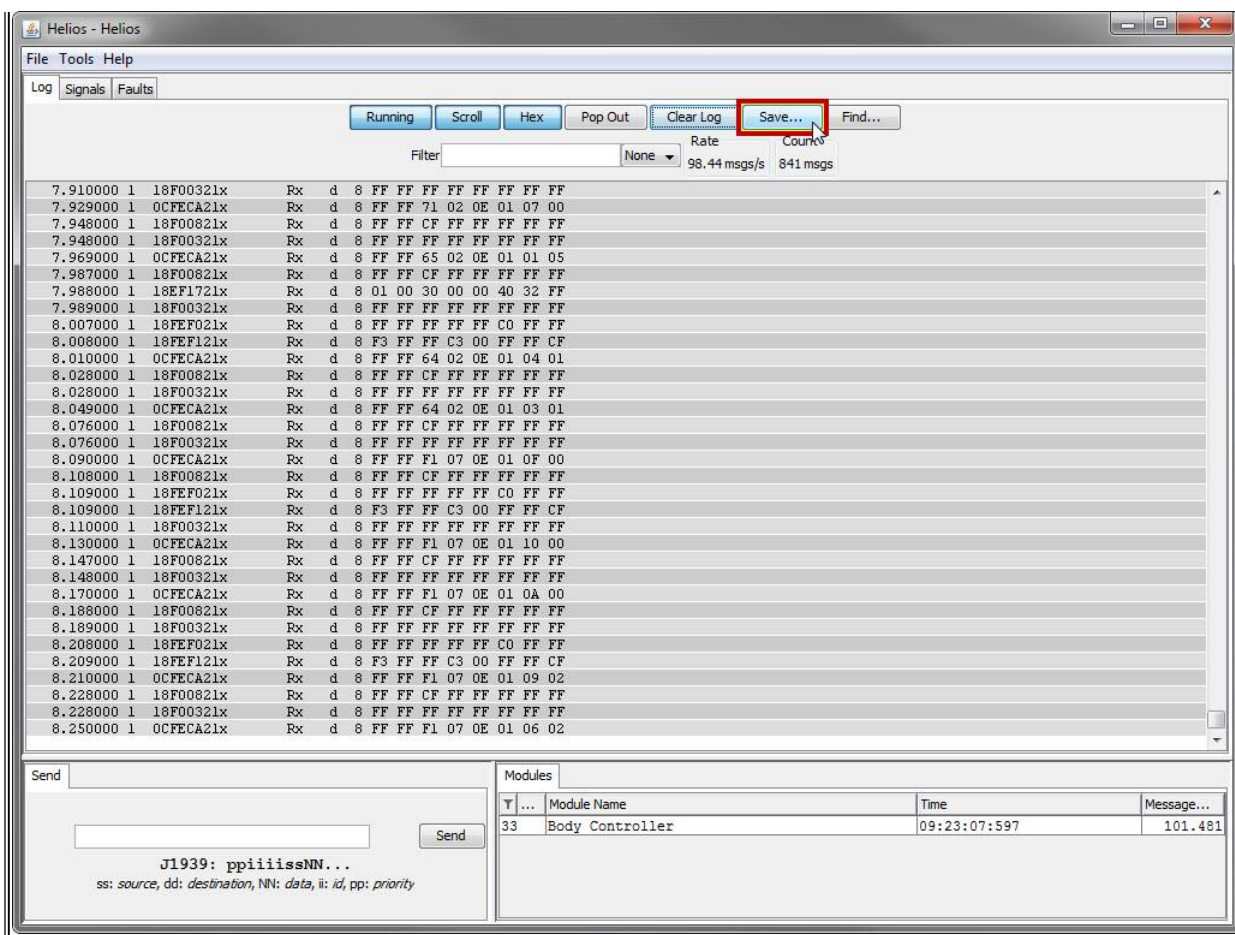 Helios - Helios
File Tools Help
Log Signals Faults
Running Scroll Hex Pop Out Clear Log Save... Find...
Filter None Rate Count
98.44 msgs/s 841 msgs
7.910000 1 18F00321x Rx d 8 FF FF FF FF FF FF FF FF
7.929000 1 0CFECA21x Rx d 8 FF FF 71 02 0E 01 07 00
7.948000 1 18F00821x Rx d 8 FF FF CF FF FF FF FF FF
7.948000 1 18F00321x Rx d 8 FF FF FF FF FF FF FF FF
7.969000 1 0CFECA21x Rx d 8 FF FF 65 02 0E 01 01 05
7.987000 1 18F00821x Rx d 8 FF FF CF FF FF FF FF FF
7.988000 1 18EF1721x Rx d 8 01 00 30 00 00 40 32 FF
7.989000 1 18F00321x Rx d 8 FF FF FF FF FF FF FF FF
8.007000 1 18FEF021x Rx d 8 FF FF FF FF FF C0 FF FF
8.008000 1 18FEF121x Rx d 8 F3 FF FF C3 00 FF FF CF
8.010000 1 0CFECA21x Rx d 8 FF FF 64 02 0E 01 04 01
8.028000 1 18F00821x Rx d 8 FF FF CF FF FF FF FF FF
8.028000 1 18F00321x Rx d 8 FF FF FF FF FF FF FF FF
8.049000 1 0CFECA21x Rx d 8 FF FF 64 02 0E 01 03 01
8.076000 1 18F00821x Rx d 8 FF FF CF FF FF FF FF FF
8.076000 1 18F00321x Rx d 8 FF FF FF FF FF FF FF FF
8.090000 1 0CFECA21x Rx d 8 FF FF F1 07 0E 01 0F 00
8.108000 1 18F00821x Rx d 8 FF FF CF FF FF FF FF FF
8.109000 1 18FEF021x Rx d 8 FF FF FF FF FF C0 FF FF
8.109000 1 18FEF121x Rx d 8 F3 FF FF C3 00 FF FF CF
8.110000 1 18F00321x Rx d 8 FF FF FF FF FF FF FF FF
8.130000 1 0CFECA21x Rx d 8 FF FF F1 07 0E 01 10 00
8.147000 1 18F00821x Rx d 8 FF FF CF FF FF FF FF FF
8.148000 1 18F00321x Rx d 8 FF FF FF FF FF FF FF FF
8.170000 1 0CFECA21x Rx d 8 FF FF F1 07 0E 01 0A 00
8.188000 1 18F00821x Rx d 8 FF FF CF FF FF FF FF FF
8.189000 1 18F00321x Rx d 8 FF FF FF FF FF FF FF FF
8.208000 1 18FEF021x Rx d 8 FF FF FF FF FF C0 FF FF
8.209000 1 18FEF121x Rx d 8 F3 FF FF C3 00 FF FF CF
8.210000 1 0CFECA21x Rx d 8 FF FF F1 07 0E 01 09 02
8.228000 1 18F00821x Rx d 8 FF FF CF FF FF FF FF FF
8.228000 1 18F00321x Rx d 8 FF FF FF FF FF FF FF FF
8.250000 1 0CFECA21x Rx d 8 FF FF F1 07 0E 01 06 02
Send
Send
J1939: ppiiiissNN...
ss: source, dd: destination, NN: data, ii: id, pp: priority
Modules
... Module Name Time Message...
33 Body Controller 09:23:07:597 101.481